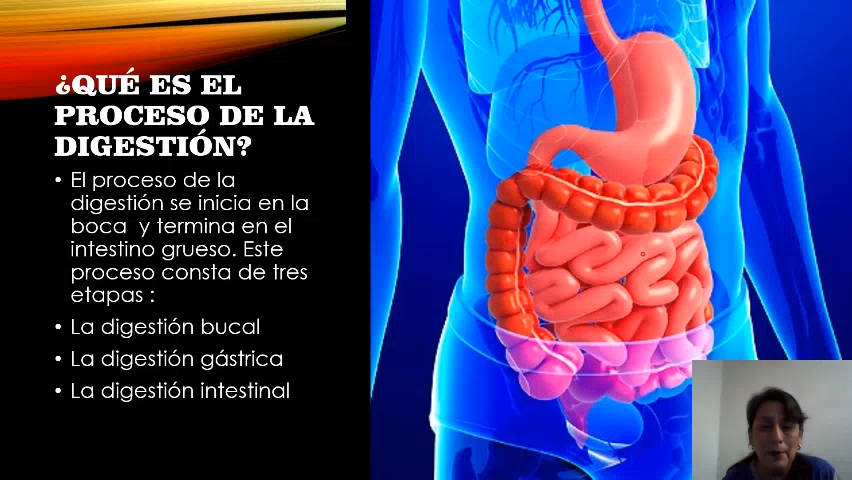 ¿QUÉ ES EL
PROCESO DE LA
DIGESTIÓN?
• El proceso de la
digestión se inicia en la
boca y termina en el
intestino grueso. Este
proceso consta de tres
etapas :
• La digestión bucal
• La digestión gástrica
• La digestión intestinal